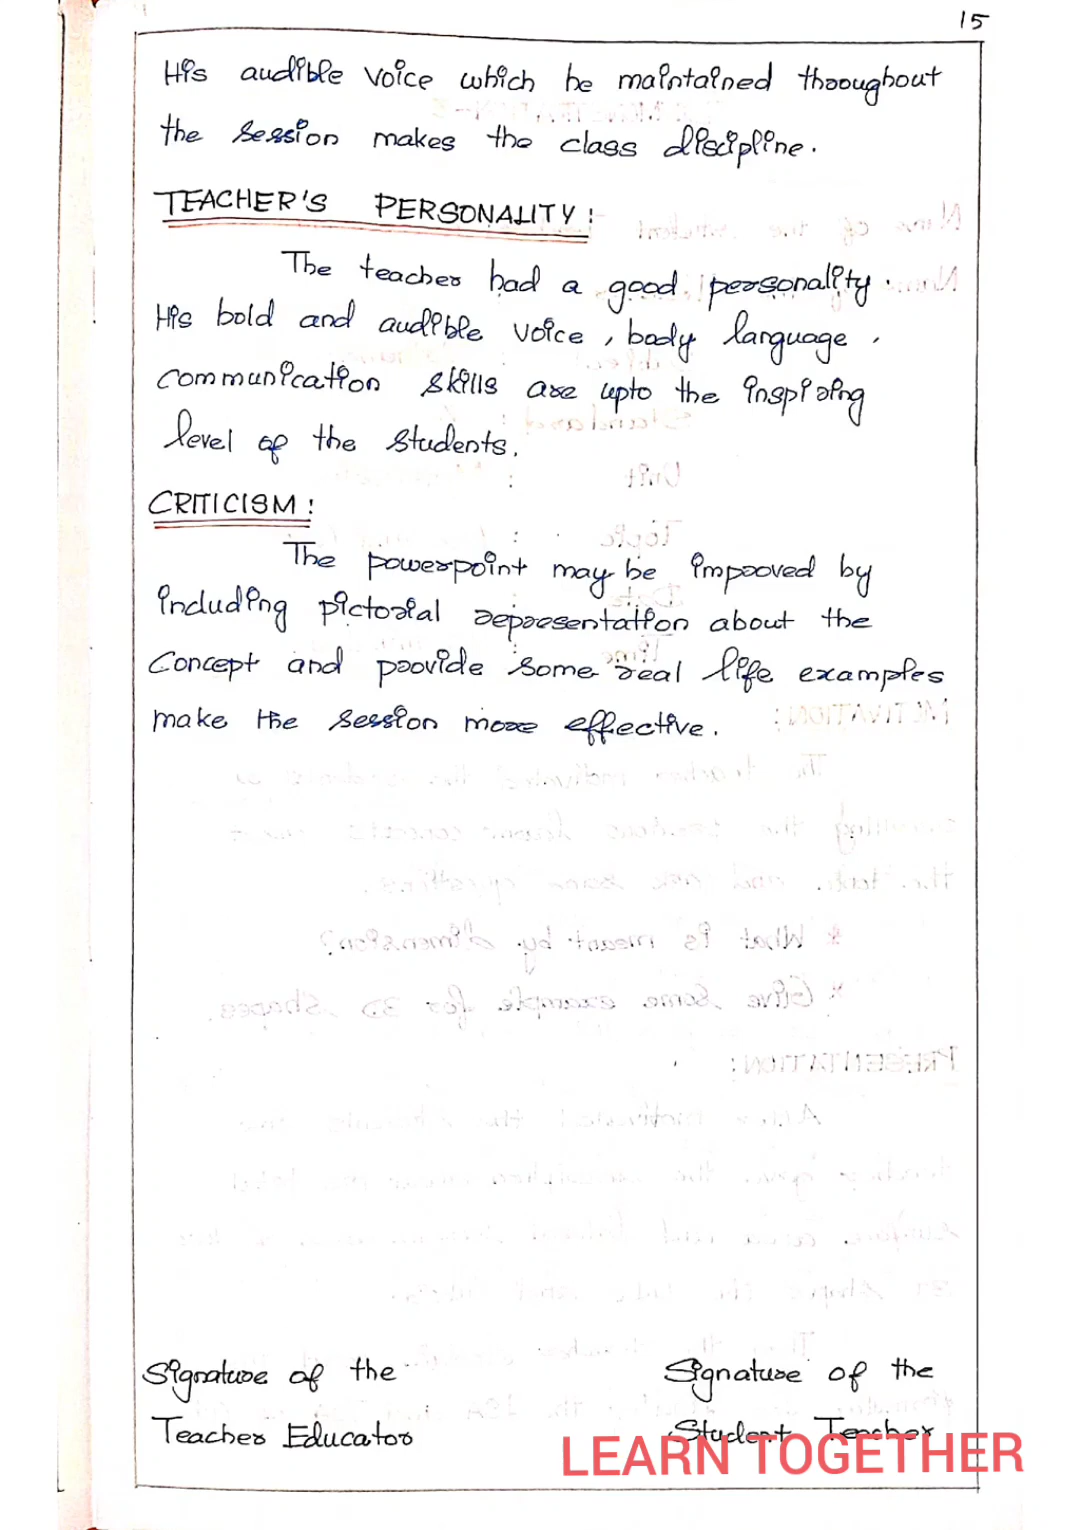 15
His audible voice which he maintained throughout
the session makes the class discipline.
TEACHER'S PERSONALITY:
The teacher had a good personality.
His bold and audible voice, body language,
communication skills are upto the inspiring
level of the students.
CRITICISM:
The powerpoint may be improved by
including pictorial representation about the
concept and provide some real life examples
make the session more effective.
Signature of the
Teacher Educator
Signature of the
Student Teacher
LEARN TOGETHER